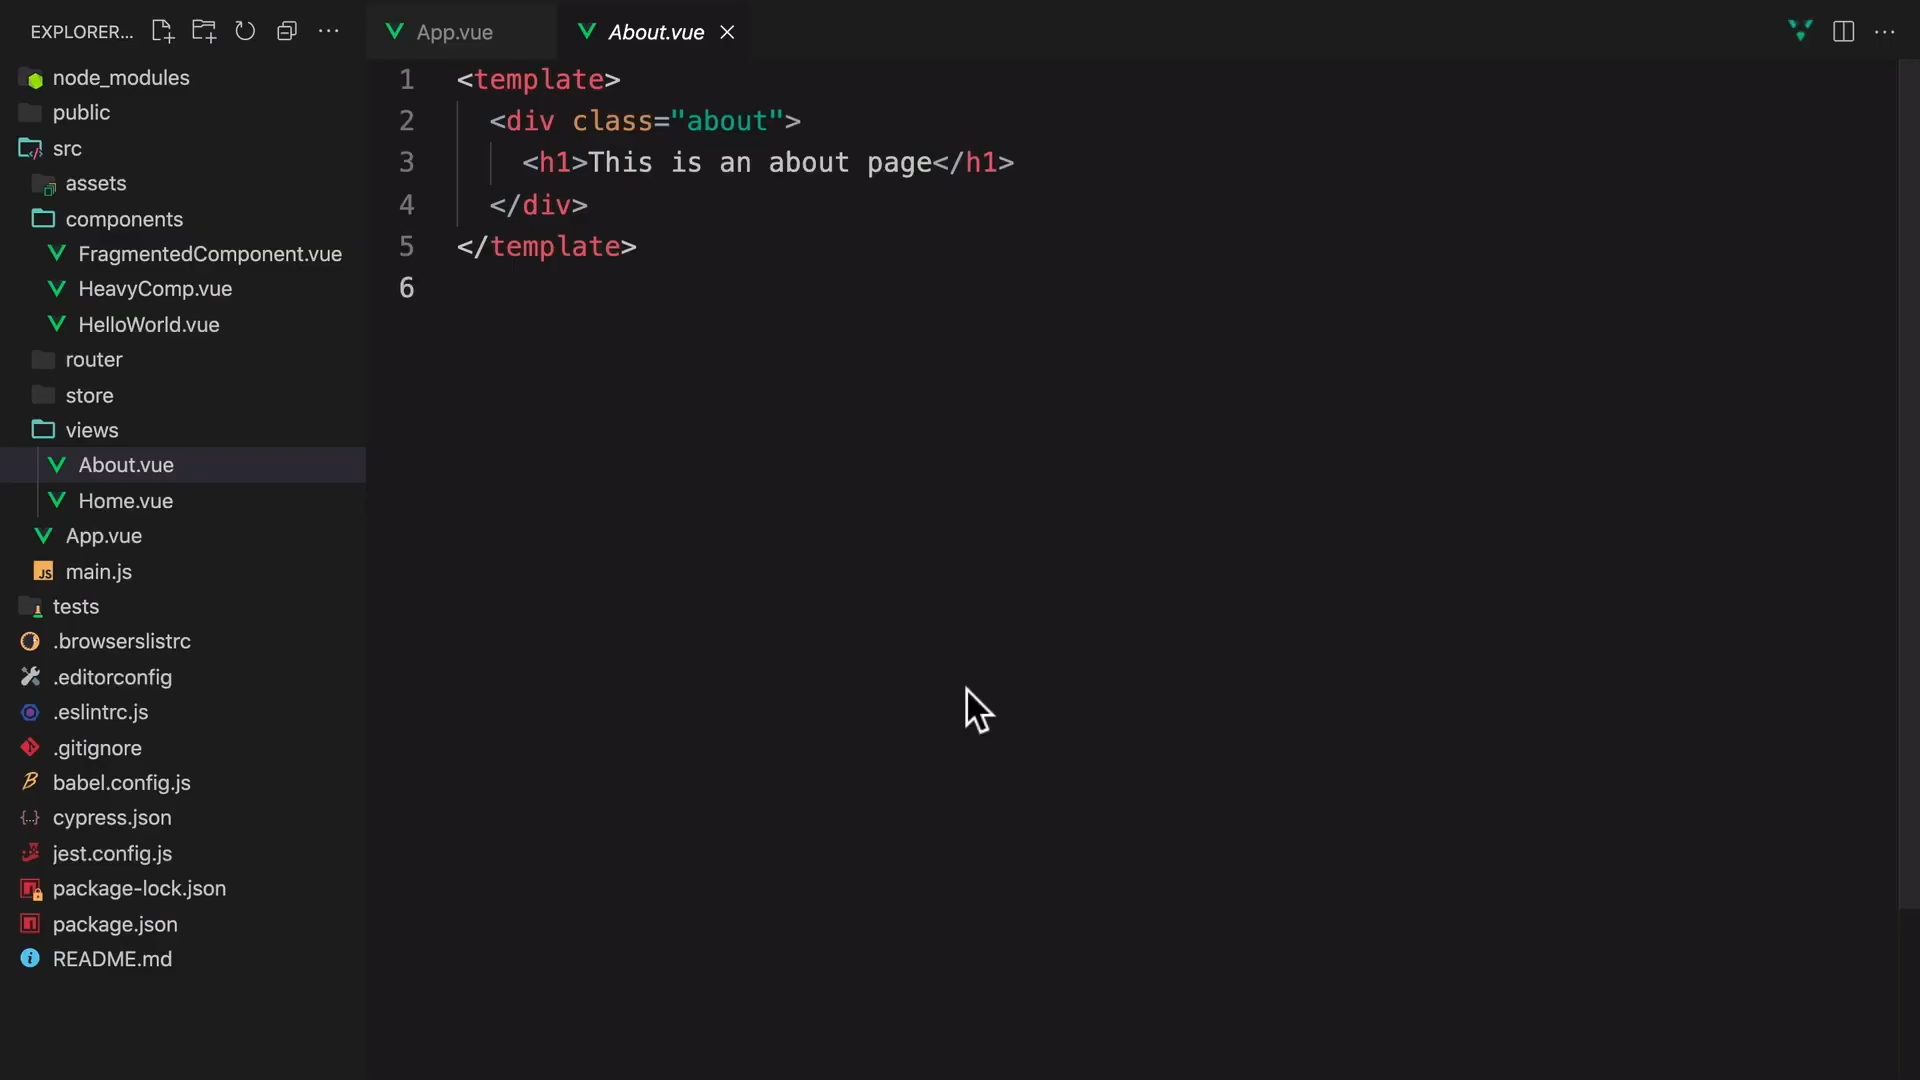 EXPLORER...
node_modules
public
src
assets
components
FragmentedComponent.vue
HeavyComp.vue
HelloWorld.vue
router
store
views
About.vue
Home.vue
App.vue
main.js
tests
.browserslistrc
.editorconfig
.eslintrc.js
.gitignore
babel.config.js
cypress.json
jest.config.js
package-lock.json
package.json
README.md
App.vue
About.vue
1 <template>
2 <div class="about">
3 <h1>This is an about page</h1>
4 </div>
5 </template>
6